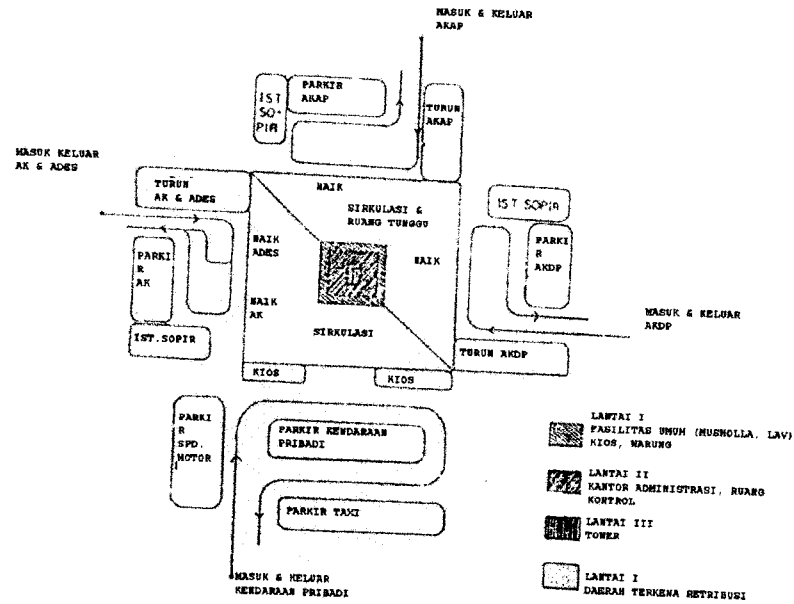 MASUK & KELUAR
AKAP
IST
SO-
PIR
PARKIR
AKAP
TURUN
AKAP
MASUK KELUAR
AK & ADES
TURUN
AK & ADES
NAIK
SIRKULASI &
RUANG TUNGGU
IST SOPIR
PARKI
R
AKDP
NAIK
ADES
NAIK
PARKI
R
AK
NAIK
AK
MASUK & KELUAR
AKDP
IST.SOPIR
SIRKULASI
TURUN AKDP
KIOS
KIOS
PARKI
R
SPD.
MOTOR
PARKIR KENDARAAN
PRIBADI
PARKIR TAXI
MASUK & KELUAR
KENDARAAN PRIBADI
LANTAI I
FASILITAS UMUM (MUSHOLLA, LAV)
KIOS, WARUNG
LANTAI II
KANTOR ADMINISTRASI, RUANG
KONTROL
LANTAI III
TOWER
LANTAI I
DAERAH TERKENA RETRIBUSI